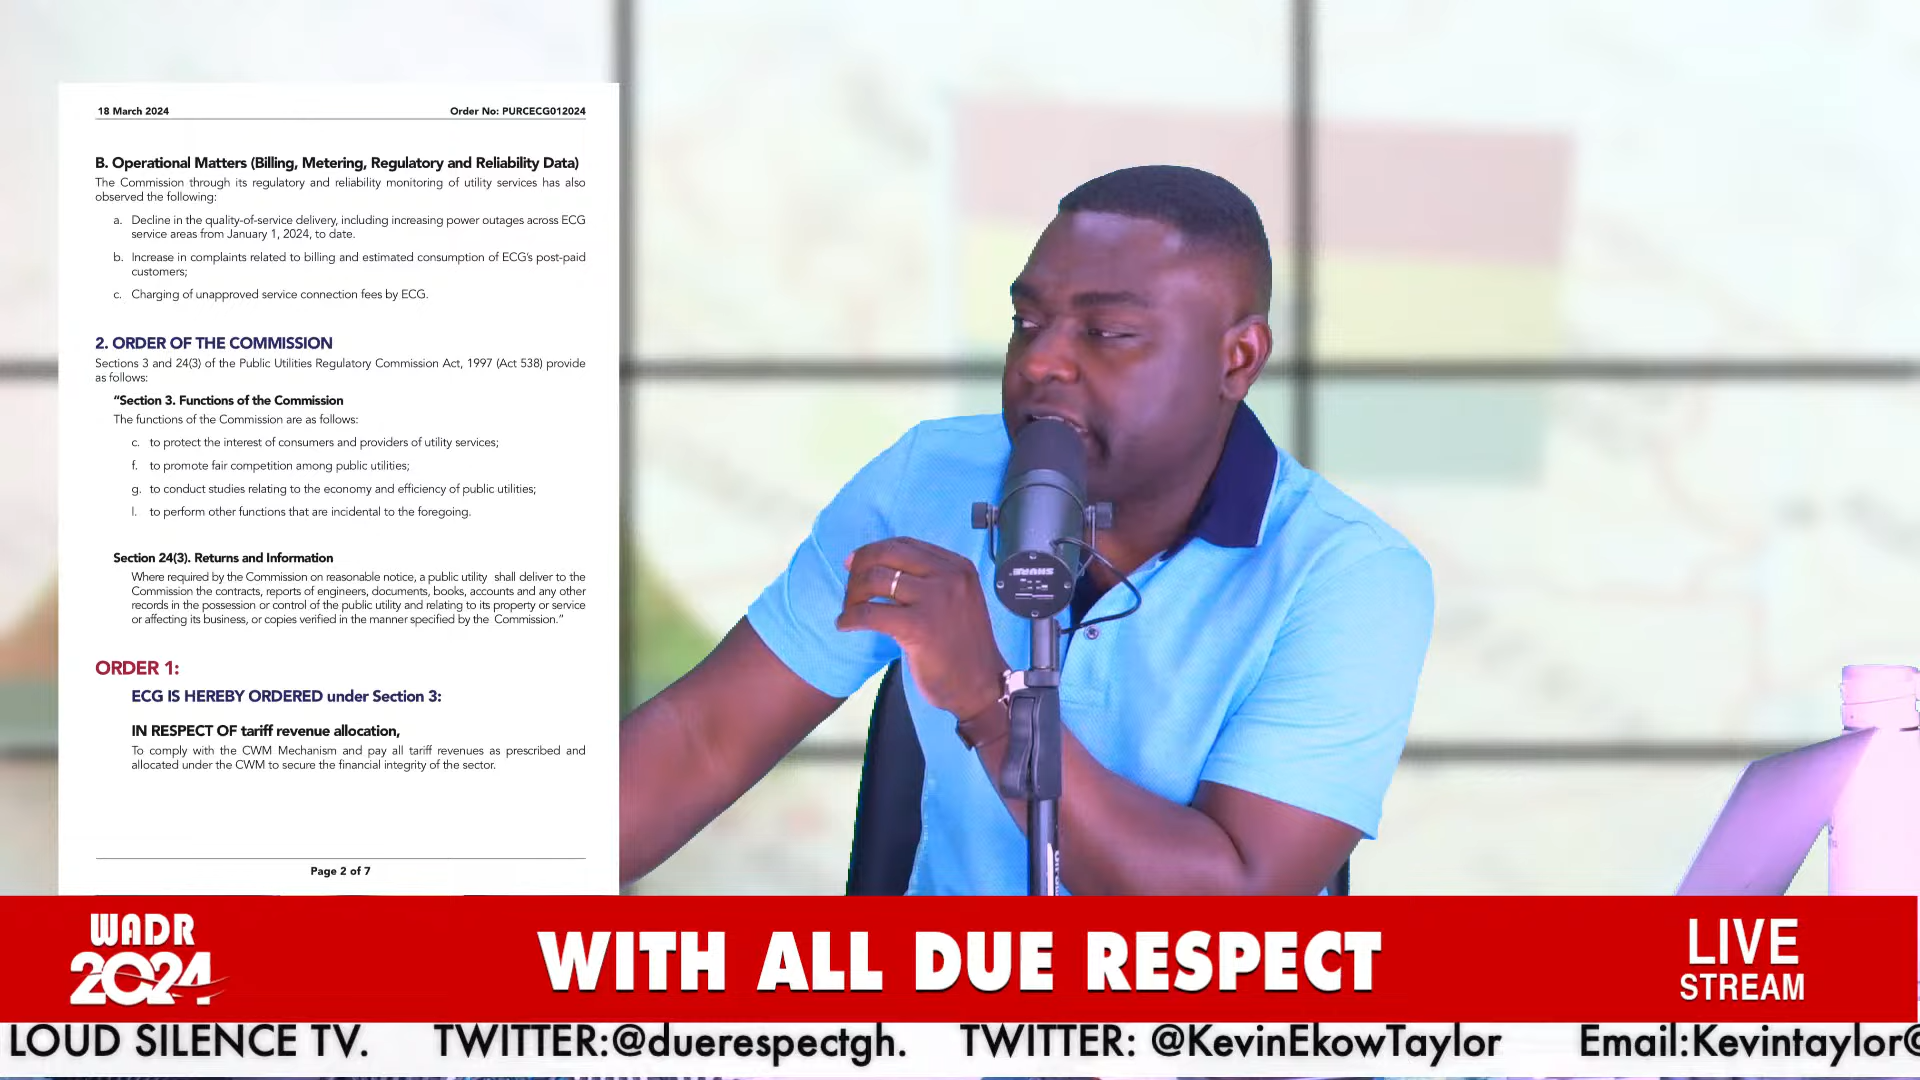 18 March 2024
Order No: PURCECG012024
B. Operational Matters (Billing, Metering, Regulatory and Reliability Data)
The Commission through its regulatory and reliability monitoring of utility services has also
observed the following:
a. Decline in the quality-of-service delivery, including increasing power outages across ECG
service areas from January 1, 2024, to date.
b. Increase in complaints related to billing and estimated consumption of ECG's post-paid
customers;
c. Charging of unapproved service connection fees by ECG.
2. ORDER OF THE COMMISSION
Sections 3 and 24(3) of the Public Utilities Regulatory Commission Act, 1997 (Act 538) provide
as follows:
"Section 3. Functions of the Commission
The functions of the Commission are as follows:
c. to protect the interest of consumers and providers of utility services;
f. to promote fair competition among public utilities;
g. to conduct studies relating to the economy and efficiency of public utilities;
l. to perform other functions that are incidental to the foregoing.
Section 24(3). Returns and Information
Where required by the Commission on reasonable notice, a public utility shall deliver to the
Commission the contracts, reports of engineers, documents, books, accounts and any other
records in the possession or control of the public utility and relating to its property or service
or affecting its business, or copies verified in the manner specified by the Commission."
ORDER 1:
ECG IS HEREBY ORDERED under Section 3:
IN RESPECT OF tariff revenue allocation,
To comply with the CWM Mechanism and pay all tariff revenues as prescribed and
allocated under the CWM to secure the financial integrity of the sector.
Page 2 of 7
SHURE
WADR
2024
WITH ALL DUE RESPECT
LIVE
STREAM
LOUD SILENCE TV. TWITTER:@duerespectgh. TWITTER: @KevinEkowTaylor Email:Kevintaylor@